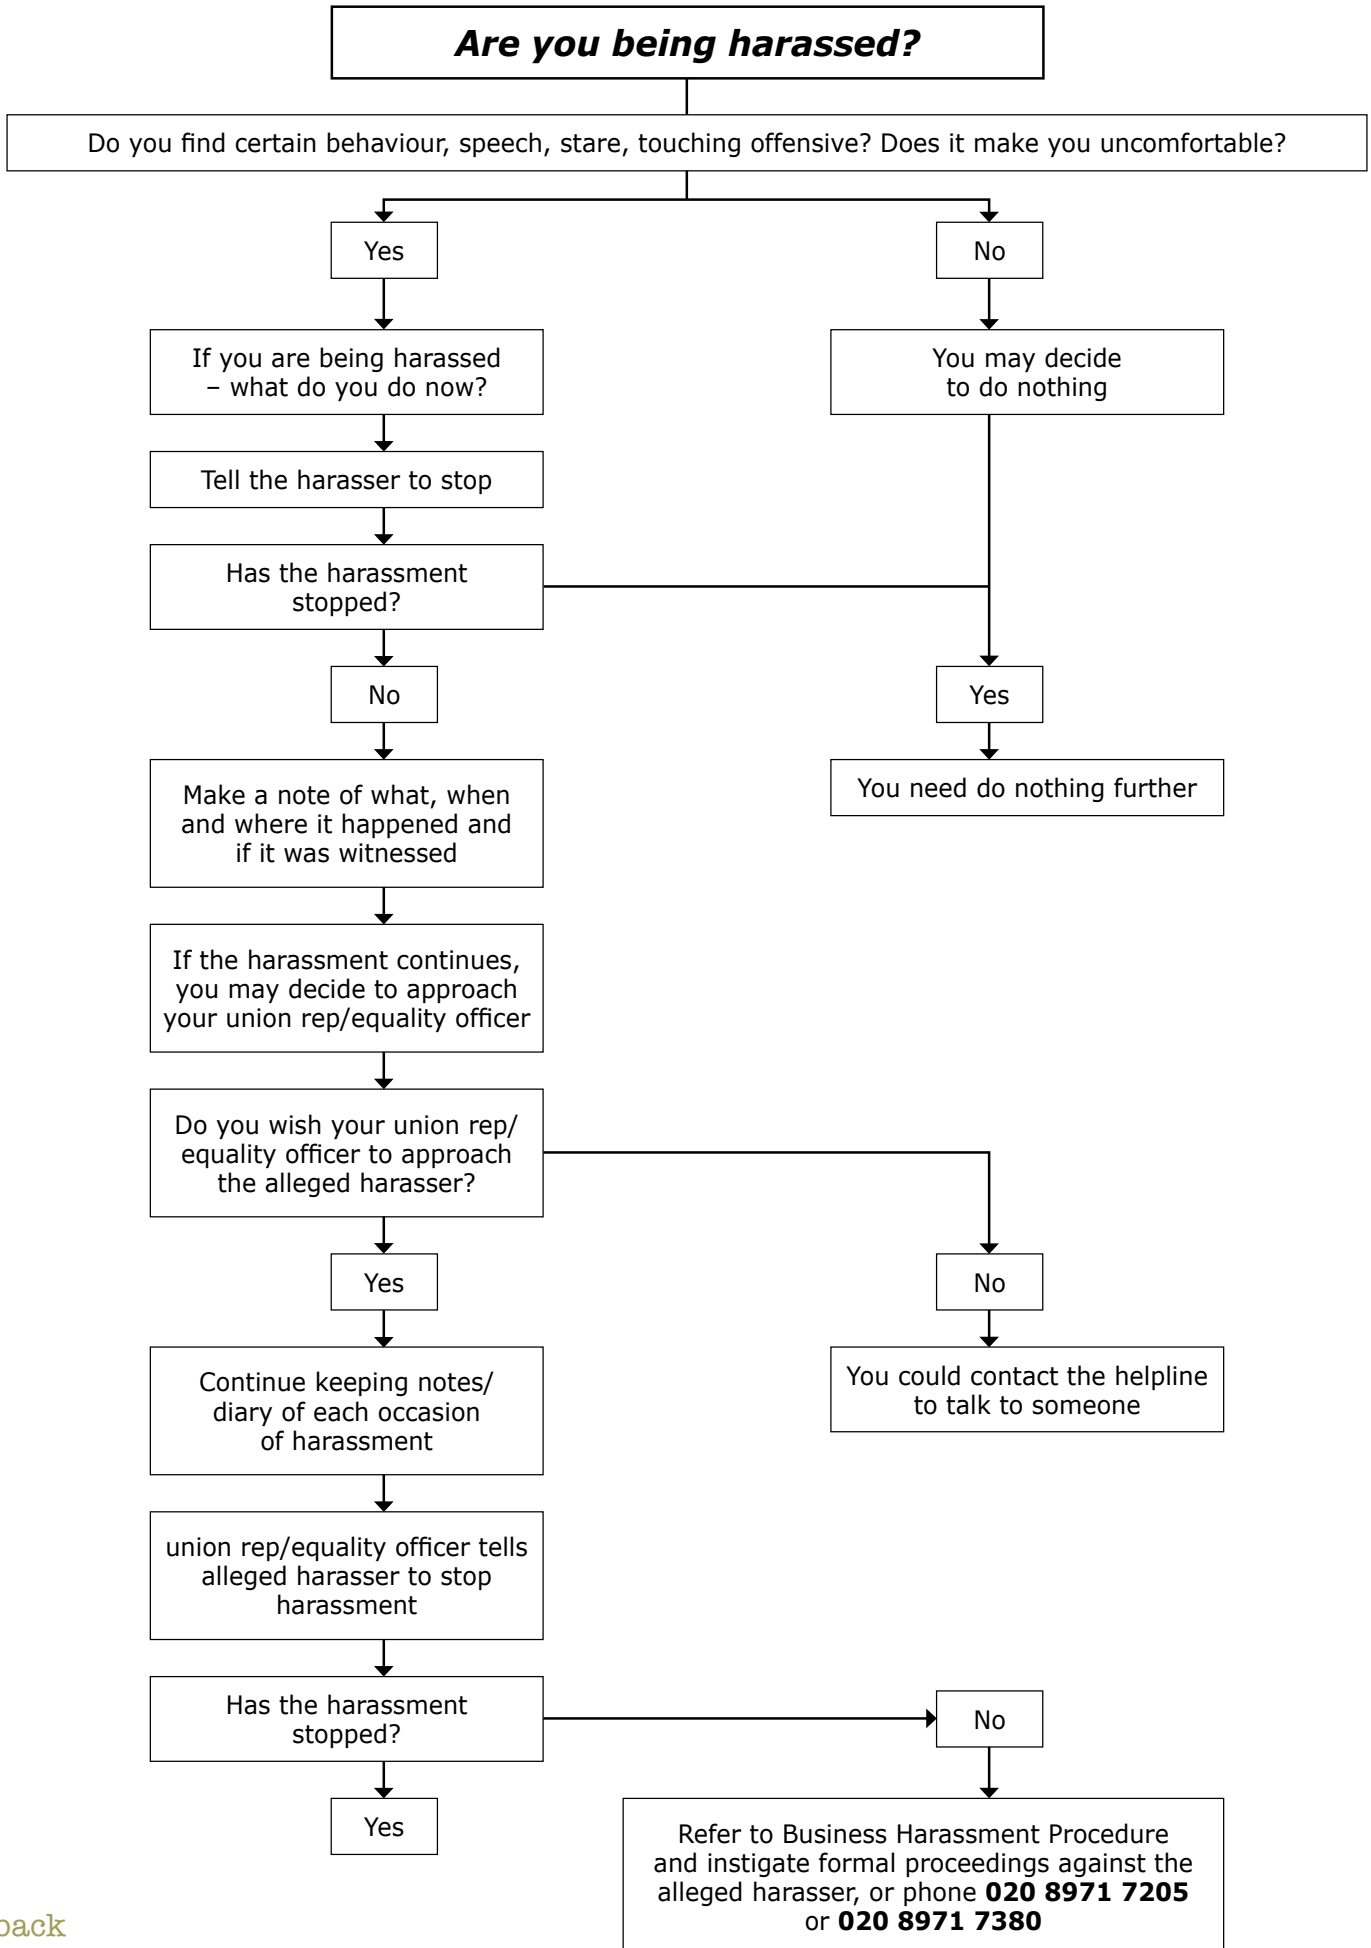 Are you being harassed?
Do you find certain behaviour, speech, stare, touching offensive? Does it make you uncomfortable?
Yes
No
If you are being harassed
– what do you do now?
You may decide
to do nothing
Tell the harasser to stop
Has the harassment
stopped?
No
Yes
Make a note of what, when
and where it happened and
if it was witnessed
You need do nothing further
If the harassment continues,
you may decide to approach
your union rep/equality officer
Do you wish your union rep/
equality officer to approach
the alleged harasser?
Yes
No
Continue keeping notes/
diary of each occasion
of harassment
You could contact the helpline
to talk to someone
union rep/equality officer tells
alleged harasser to stop
harassment
Has the harassment
stopped?
No
Yes
Refer to Business Harassment Procedure
and instigate formal proceedings against the
alleged harasser, or phone 020 8971 7205
or 020 8971 7380
back